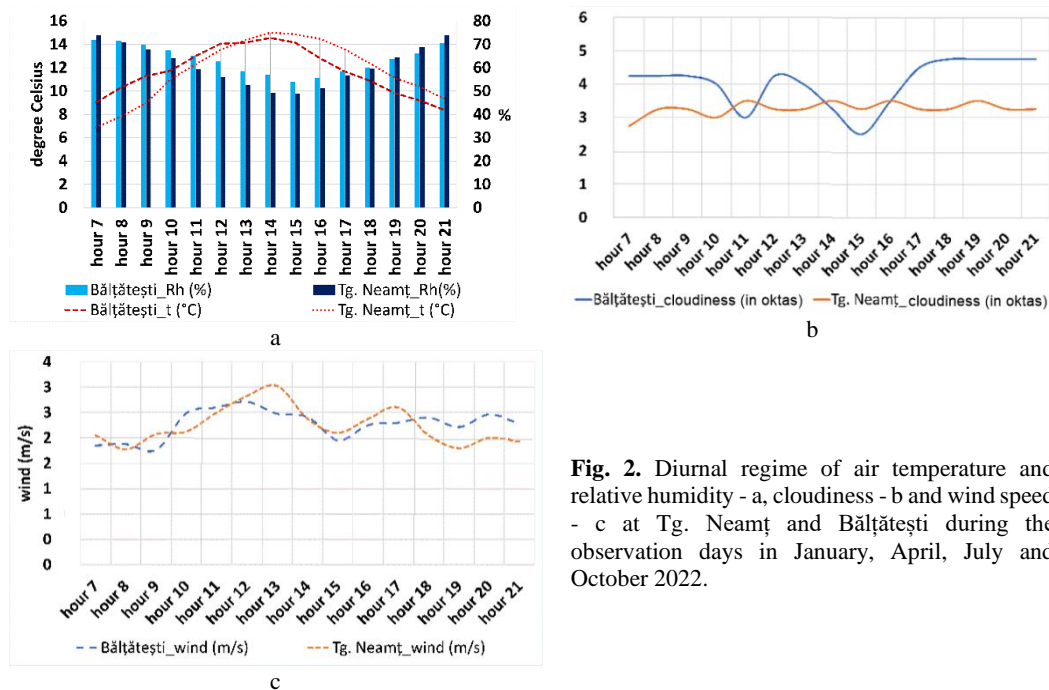 16
14
12
10
8
6
4
2
0
degree Celsius
80
70
60
50
40
30
20
10
0
%
hour 7
hour 8
hour 9
hour 10
hour 11
hour 12
hour 13
hour 14
hour 15
hour 16
hour 17
hour 18
hour 19
hour 20
hour 21
Bălțătești_Rh (%)
Tg. Neamț_Rh(%)
Bălțătești_t (°C)
Tg. Neamț_t (°C)
a
6
5
4
3
2
1
0
hour 7
hour 8
hour 9
hour 10
hour 11
hour 12
hour 13
hour 14
hour 15
hour 16
hour 17
hour 18
hour 19
hour 20
hour 21
Bălțătești_cloudiness (in oktas)
Tg. Neamț_cloudiness (in oktas)
b
4
3
3
2
2
1
1
0
0
wind (m/s)
hour 7
hour 8
hour 9
hour 10
hour 11
hour 12
hour 13
hour 14
hour 15
hour 16
hour 17
hour 18
hour 19
hour 20
hour 21
Bălțătești_wind (m/s)
Tg. Neamț_wind (m/s)
c
Fig. 2. Diurnal regime of air temperature and
relative humidity - a, cloudiness - b and wind speed
- c at Tg. Neamț and Bălțătești during the
observation days in January, April, July and
October 2022.